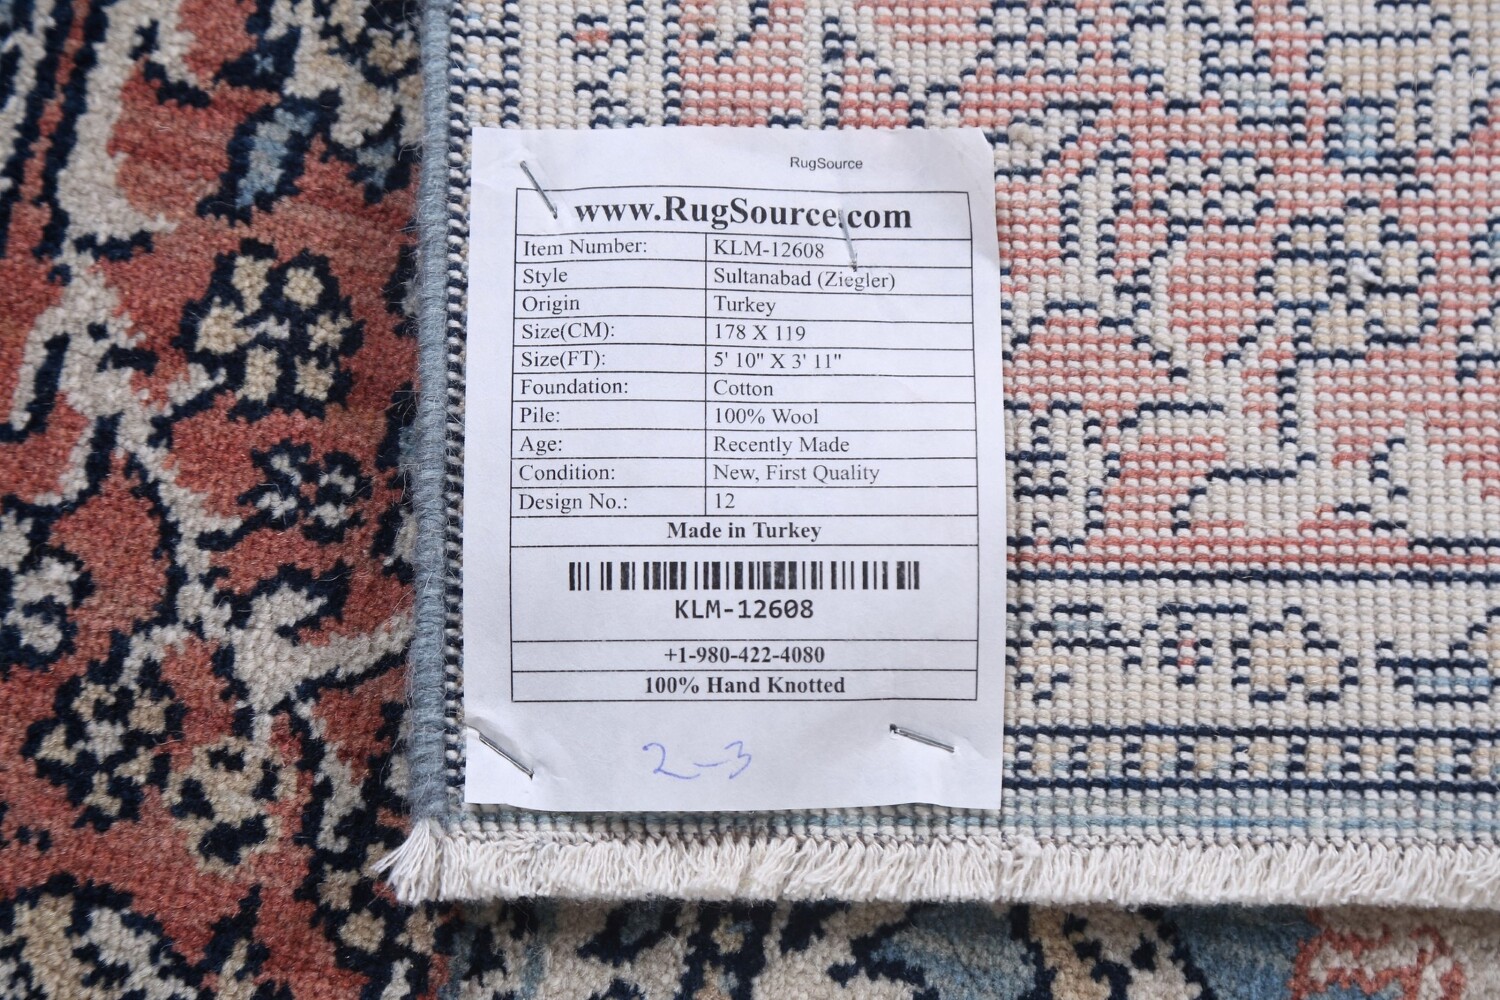 RugSource
www.RugSource.com
Item Number: KLM-12608
Style Sultanabad (Ziegler)
Origin Turkey
Size(CM): 178 X 119
Size(FT): 5' 10" X 3' 11"
Foundation: Cotton
Pile: 100% Wool
Age: Recently Made
Condition: New, First Quality
Design No.: 12
Made in Turkey
KLM-12608
+1-980-422-4080
100% Hand Knotted
2-3